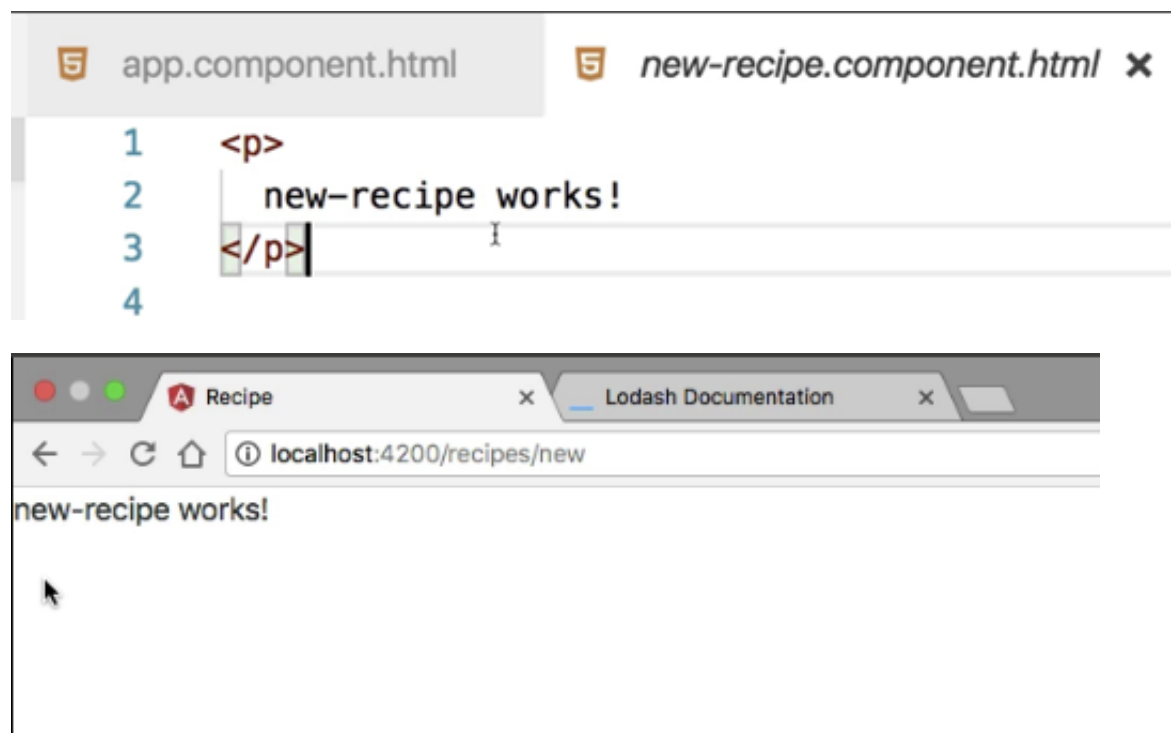 app.component.html new-recipe.component.html
1 <p>
2 new-recipe works!
3 </p>
4
Recipe Lodash Documentation
localhost:4200/recipes/new
new-recipe works!